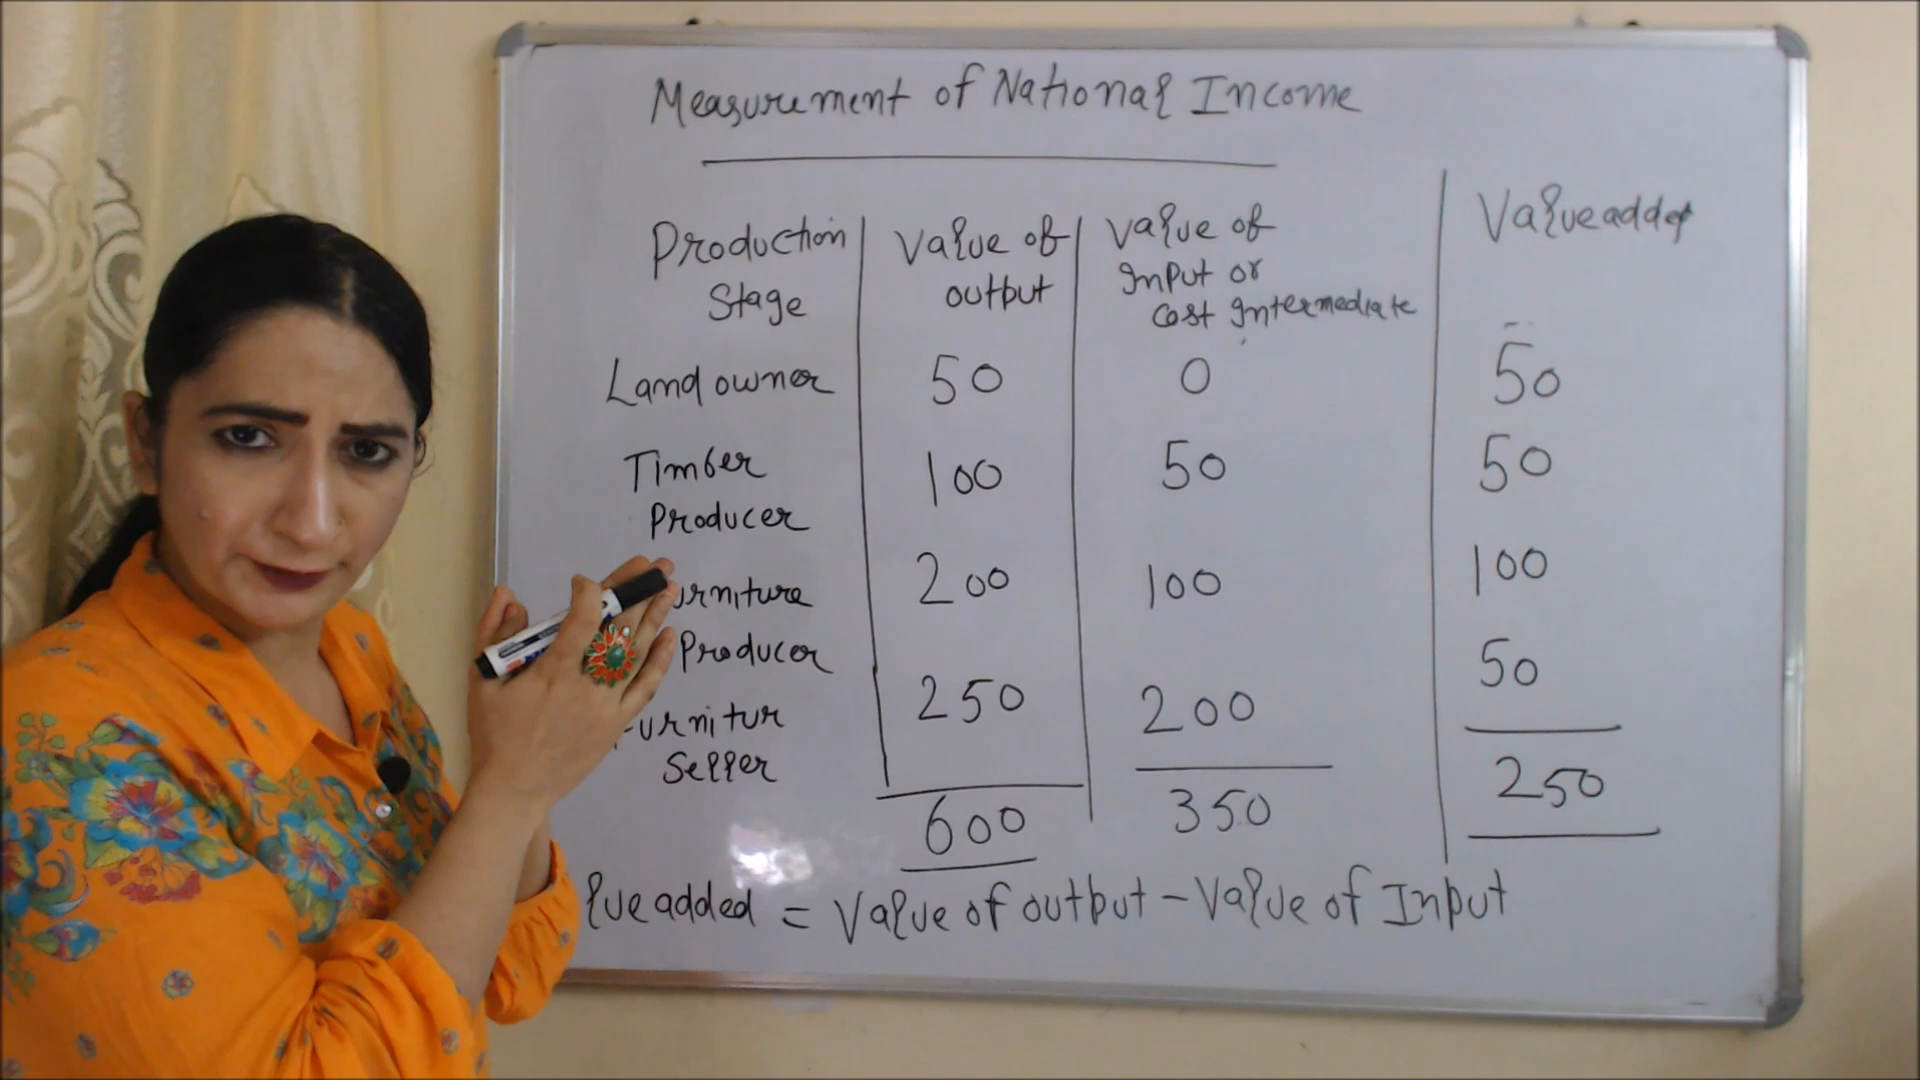 Measurement of National Income
Production Stage | Value of output | Value of Input or Cost Intermediate | Value added
Land owner 50 0 50
Timber Producer 100 50 50
urniture Producer 200 100 100
urnitur Seller 250 200 50
600 350 250
lue added = Value of output - Value of Input